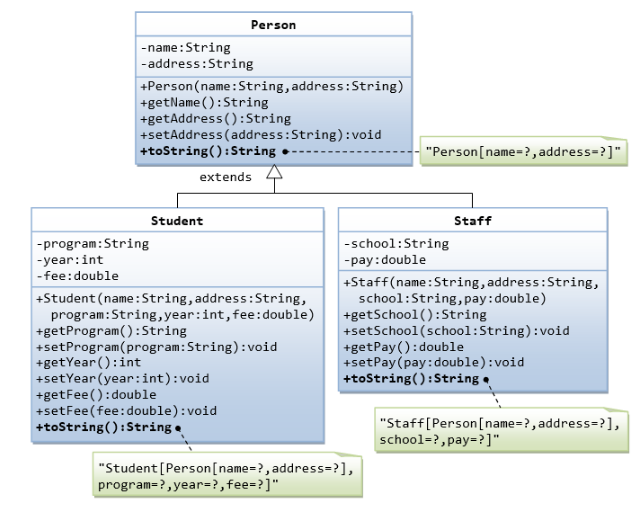 Person
-name:String
-address:String
+Person(name:String,address:String)
+getName():String
+getAddress():String
+setAddress(address:String):void
+toString():String
"Person[name=?,address=?]"
extends
Student
-program:String
-year:int
-fee:double
+Student(name:String,address:String,
program:String,year:int,fee:double)
+getProgram():String
+setProgram(program:String):void
+getYear():int
+setYear(year:int):void
+getFee():double
+setFee(fee:double):void
+toString():String
"Student[Person[name=?,address=?],
program=?,year=?,fee=?]"
Staff
-school:String
-pay:double
+Staff(name:String,address:String,
school:String,pay:double)
+getSchool():String
+setSchool(school:String):void
+getPay():double
+setPay(pay:double):void
+toString():String
"Staff[Person[name=?,address=?],
school=?,pay=?]"